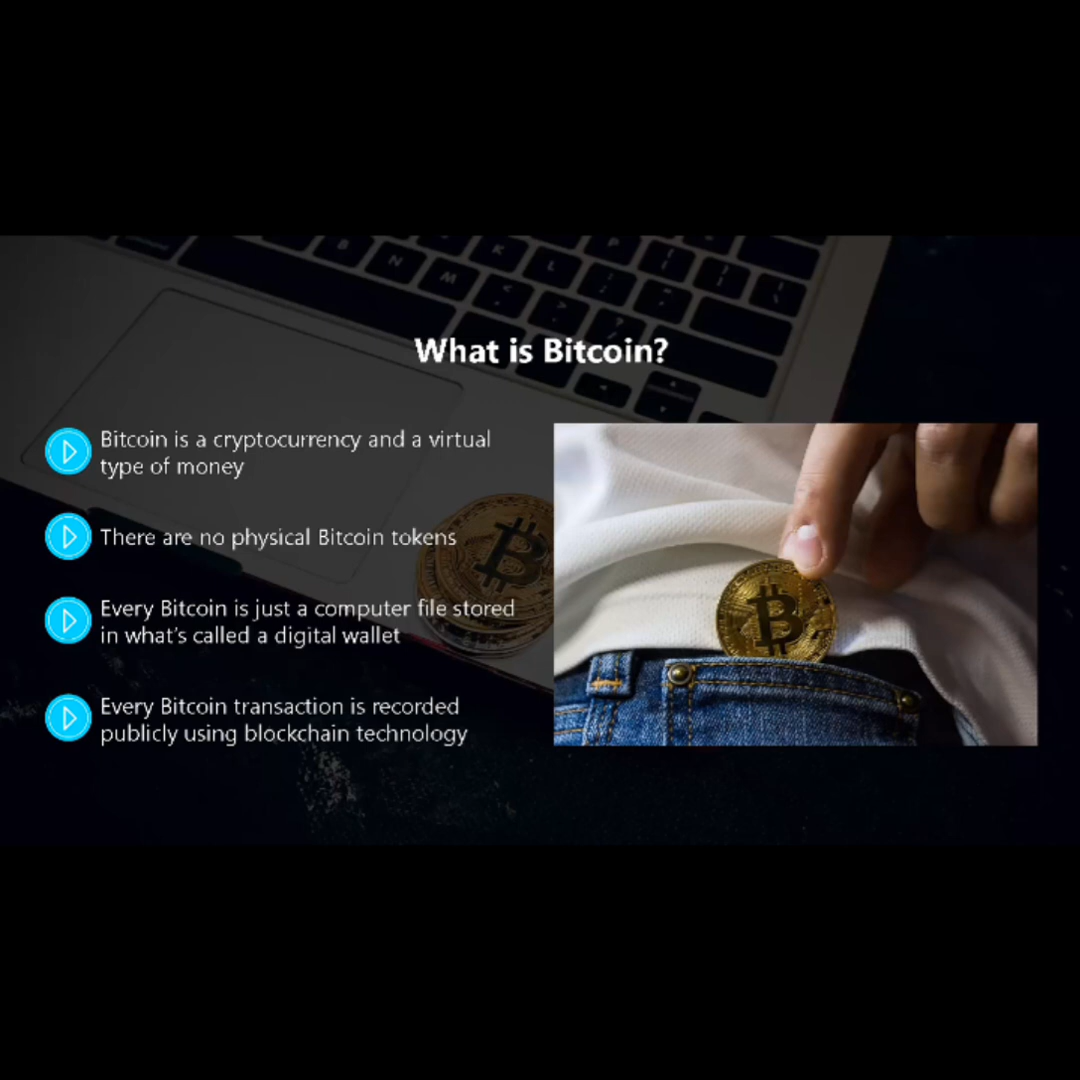 What is Bitcoin?
Bitcoin is a cryptocurrency and a virtual
type of money
There are no physical Bitcoin tokens
Every Bitcoin is just a computer file stored
in what's called a digital wallet
Every Bitcoin transaction is recorded
publicly using blockchain technology